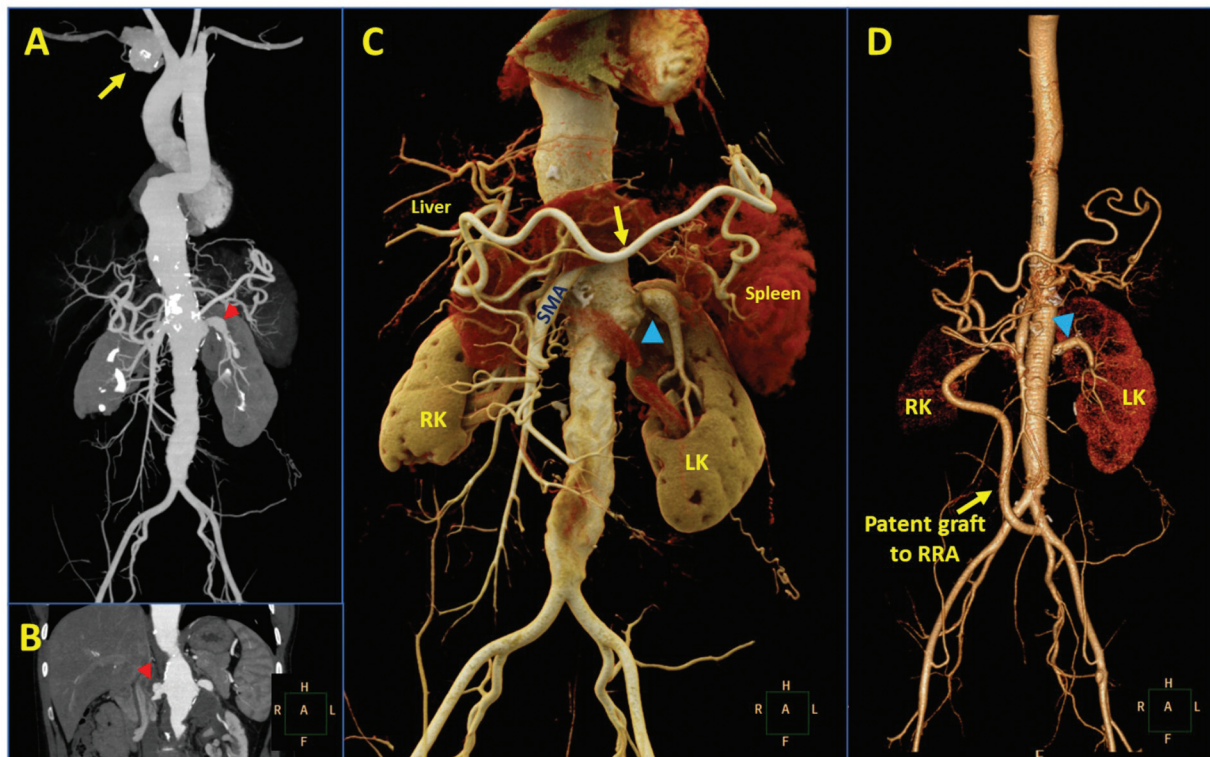 A
B
H
R A L
F
C
Liver
SMA
Spleen
RK
LK
H
R A L
F
D
RK
LK
Patent graft
to RRA
H
R A L
F
F